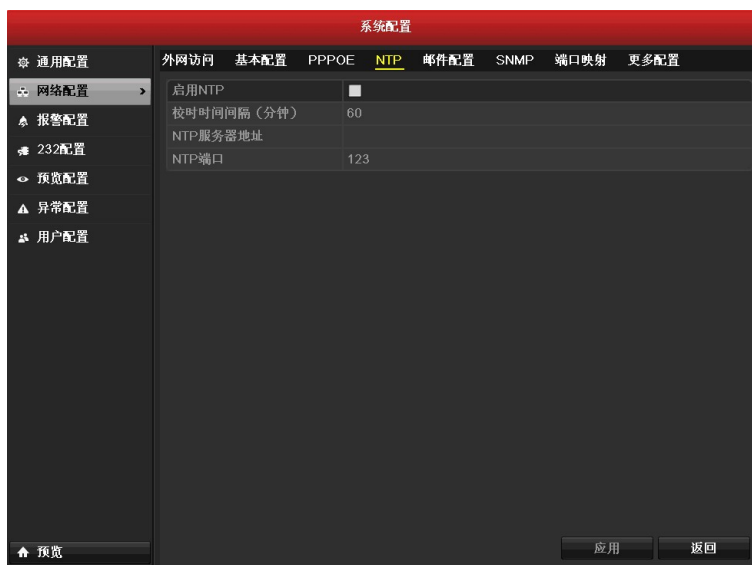 系统配置
通用配置
网络配置
报警配置
232配置
预览配置
异常配置
用户配置
预览
外网访问 基本配置 PPPOE NTP 邮件配置 SNMP 端口映射 更多配置
启用NTP
校时时间间隔（分钟） 60
NTP服务器地址
NTP端口 123
应用 返回